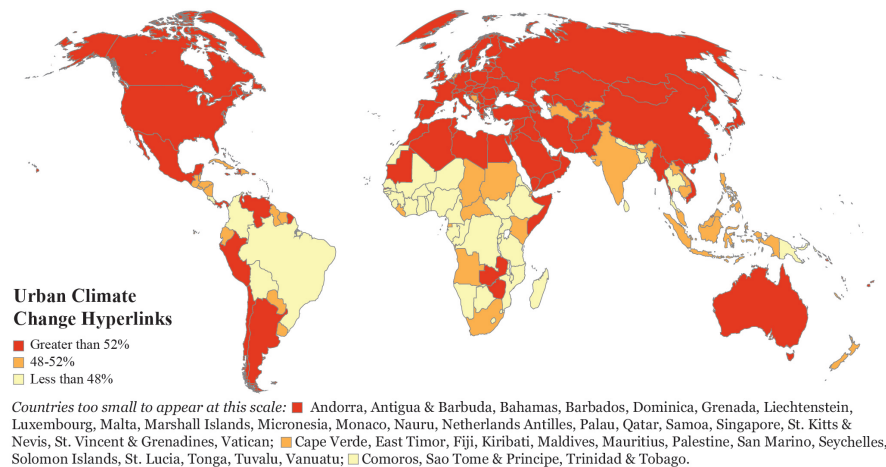 Urban Climate
Change Hyperlinks
Greater than 52%
48-52%
Less than 48%
Countries too small to appear at this scale: Andorra, Antigua & Barbuda, Bahamas, Barbados, Dominica, Grenada, Liechtenstein,
Luxembourg, Malta, Marshall Islands, Micronesia, Monaco, Nauru, Netherlands Antilles, Palau, Qatar, Samoa, Singapore, St. Kitts &
Nevis, St. Vincent & Grenadines, Vatican; Cape Verde, East Timor, Fiji, Kiribati, Maldives, Mauritius, Palestine, San Marino, Seychelles,
Solomon Islands, St. Lucia, Tonga, Tuvalu, Vanuatu; Comoros, Sao Tome & Principe, Trinidad & Tobago.